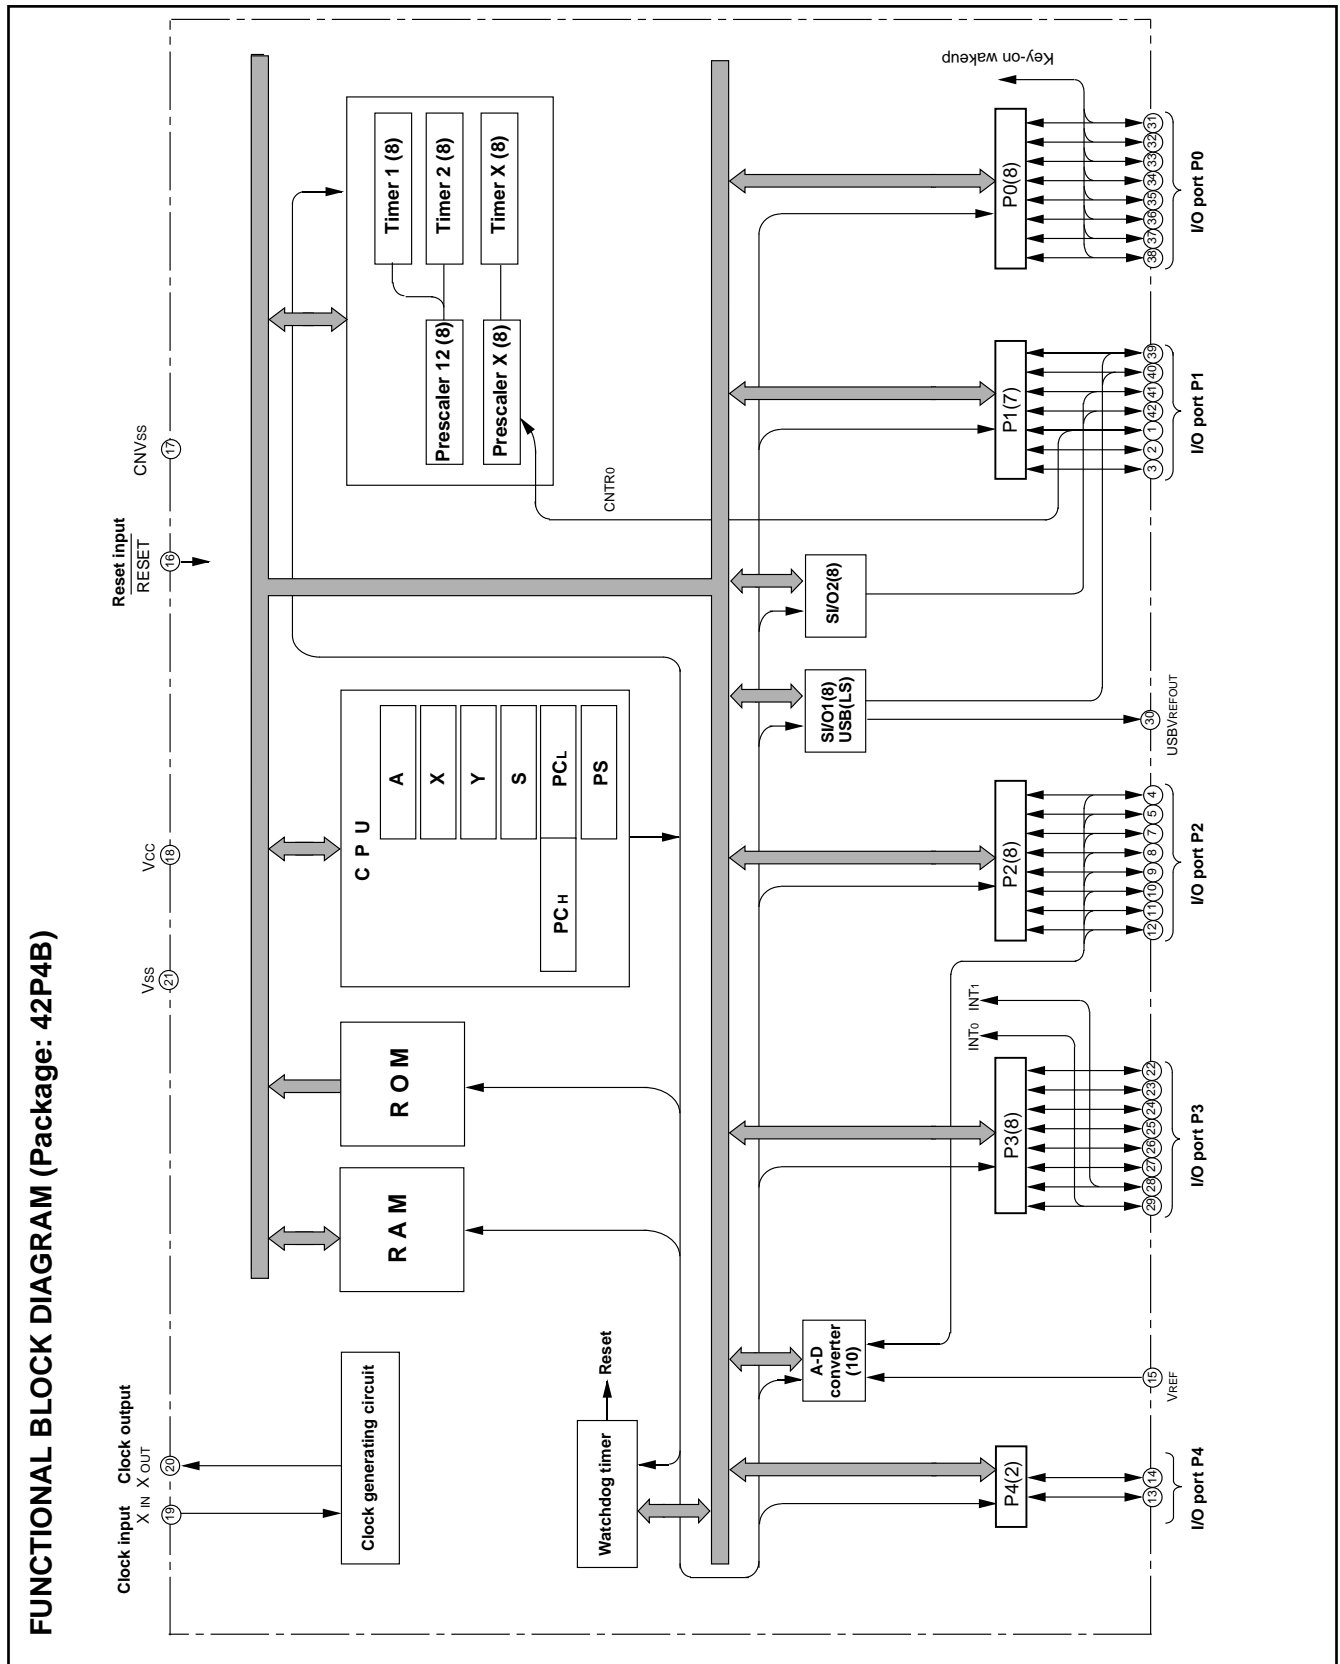 FUNCTIONAL BLOCK DIAGRAM (Package: 42P4B)
Clock input
XIN
Clock output
XOUT
VSS
VCC
Reset input
RESET
CNVSS
19
20
21
18
16
17
Clock generating circuit
RAM
ROM
CPU
A
X
Y
S
PCH
PCL
PS
Prescaler 12 (8)
Prescaler X (8)
Timer 1 (8)
Timer 2 (8)
Timer X (8)
Watchdog timer
Reset
CNTR0
A-D
converter
(10)
SI/O1(8)
USB(LS)
SI/O2(8)
INT0
INT1
Key-on wakeup
P4(2)
P3(8)
P2(8)
P1(7)
P0(8)
13 14
15
29 28 27 26 25 24 23 22
12 11 10 9 8 7 5 4
30
3 2 1 42 41 40 39
38 37 36 35 34 33 32 31
VREF
USBVREFOUT
I/O port P4
I/O port P3
I/O port P2
I/O port P1
I/O port P0